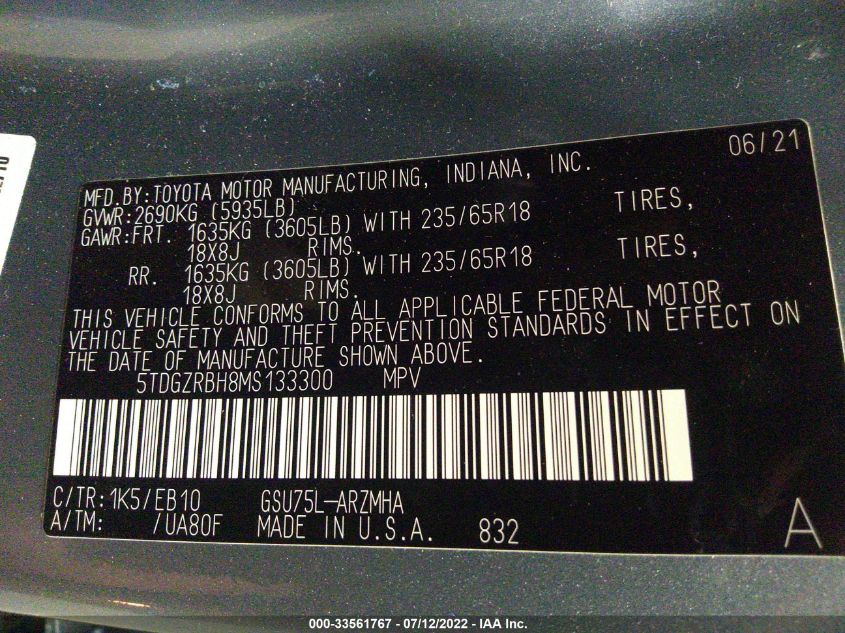 06/21
MFD.BY:TOYOTA MOTOR MANUFACTURING, INDIANA, INC.
GVWR:2690KG (5935LB)
GAWR:FRT. 1635KG (3605LB) WITH 235/65R18 TIRES,
18X8J RIMS.
RR. 1635KG (3605LB) WITH 235/65R18 TIRES,
18X8J RIMS.
THIS VEHICLE CONFORMS TO ALL APPLICABLE FEDERAL MOTOR
VEHICLE SAFETY AND THEFT PREVENTION STANDARDS IN EFFECT ON
THE DATE OF MANUFACTURE SHOWN ABOVE.
5TDGZRBH8MS133300 MPV
C/TR:1K5/EB10 GSU75L-ARZMHA
A/TM: /UA80F MADE IN U.S.A. 832 A
000-33561767 - 07/12/2022 - IAA Inc.